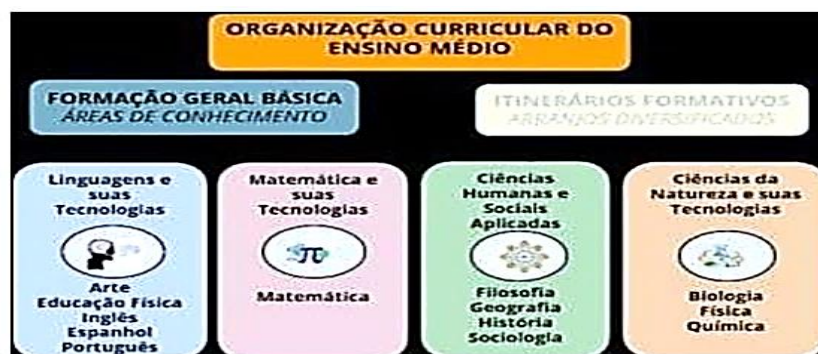 ORGANIZAÇÃO CURRICULAR DO
ENSINO MÉDIO
FORMAÇÃO GERAL BÁSICA
ÁREAS DE CONHECIMENTO
ITINERÁRIOS FORMATIVOS
ARRANJOS DIVERSIFICADOS
Linguagens e
suas
Tecnologias
Arte
Educação Física
Inglês
Espanhol
Português
Matemática e
suas
Tecnologias
π
Matemática
Ciências
Humanas e
Sociais
Aplicadas
Filosofia
Geografia
História
Sociologia
Ciências da
Natureza e suas
Tecnologias
Biologia
Física
Química